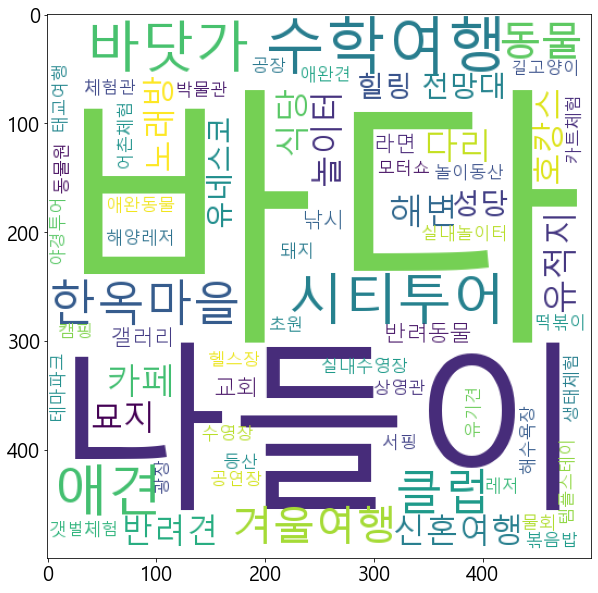 0
바닷가
수학여행
동물
공장
애완견
길고양이
체험관
박물관
힐링
전망대
태교여행
어촌체험
노래방
식당
놀이터
호캉스
카트체험
100
바다
유네스코
라면
다리
모터쇼
놀이동산
동물원
애완동물
낚시
해변
성당
200
야경투어
해양레저
돼지
실내놀이터
유적지
한옥마을
시티투어
300
캠핑
갤러리
초원
반려동물
떡볶이
나들이
테마파크
카페
헬스장
실내수영장
생태체험
교회
상영관
묘지
유기견
400
수영장
서핑
해수욕장
등산
애견
광장
공연장
클럽
레저
템플스테이
갯벌체험
반려견
겨울여행
신혼여행
물회
볶음밥
0
100
200
300
400